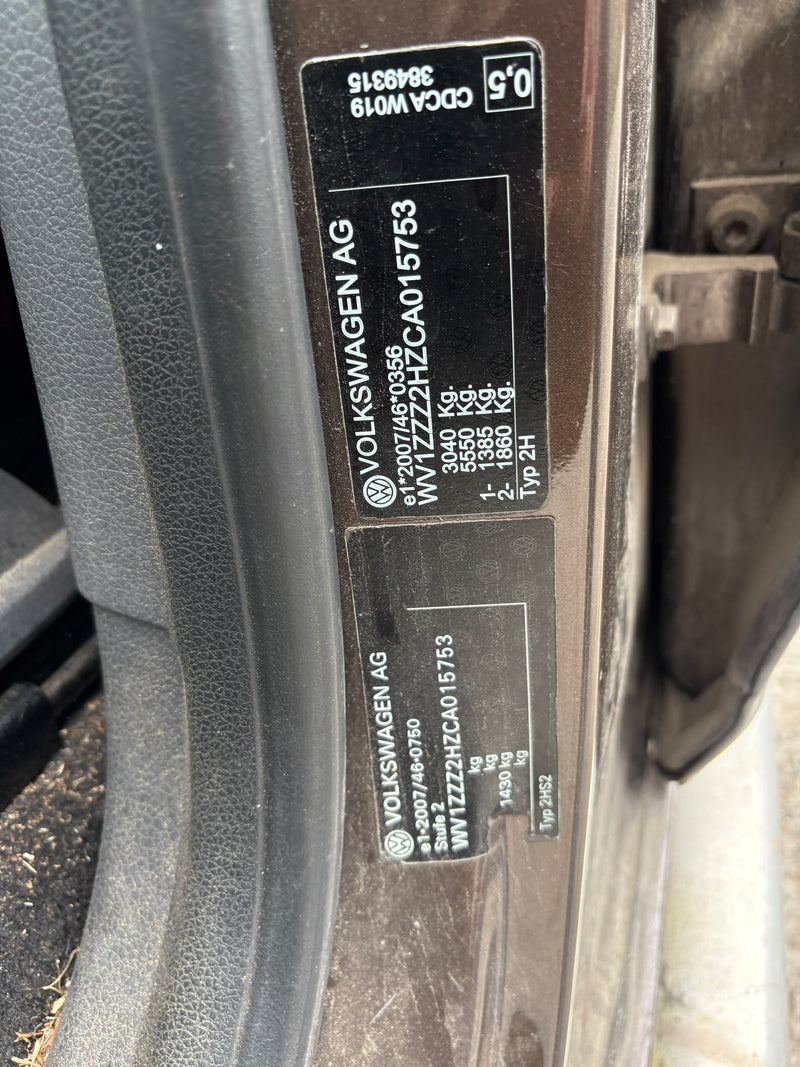 VOLKSWAGEN AG
e1*2007/46*0356
WV1ZZZ2HZCA015753
3040 Kg.
5550 Kg.
1- 1385 Kg.
2- 1860 Kg.
Typ 2H
CDCA W019
3849315
0,5
VOLKSWAGEN AG
e1*2007/46*0750
Stufe 2
WV1ZZZ2HZCA015753
kg
kg
1430 kg
kg
Typ 2HS2